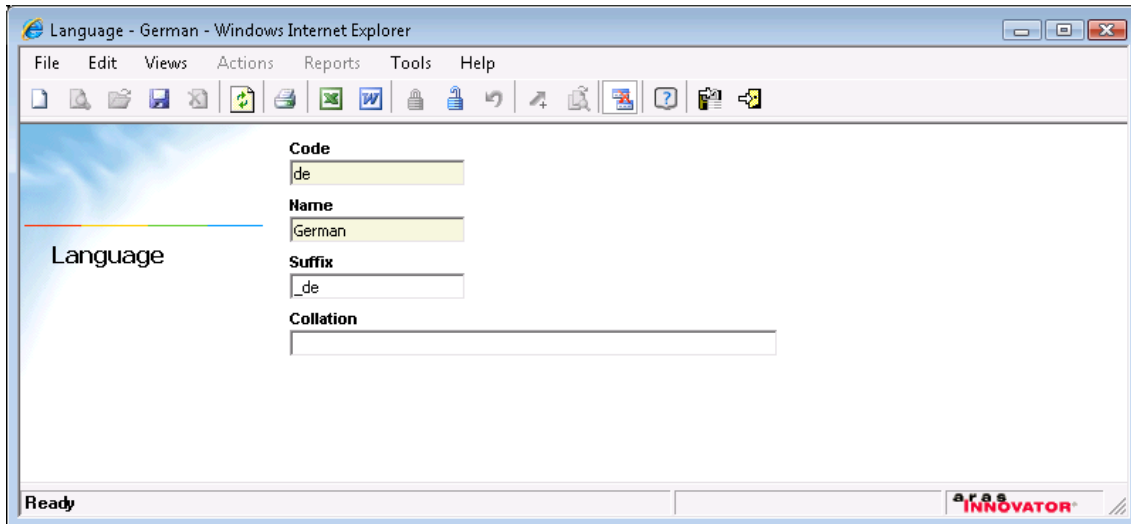 Language - German - Windows Internet Explorer
File Edit Views Actions Reports Tools Help
Code
de
Name
German
Language
Suffix
_de
Collation
Ready
aras INNOVATOR